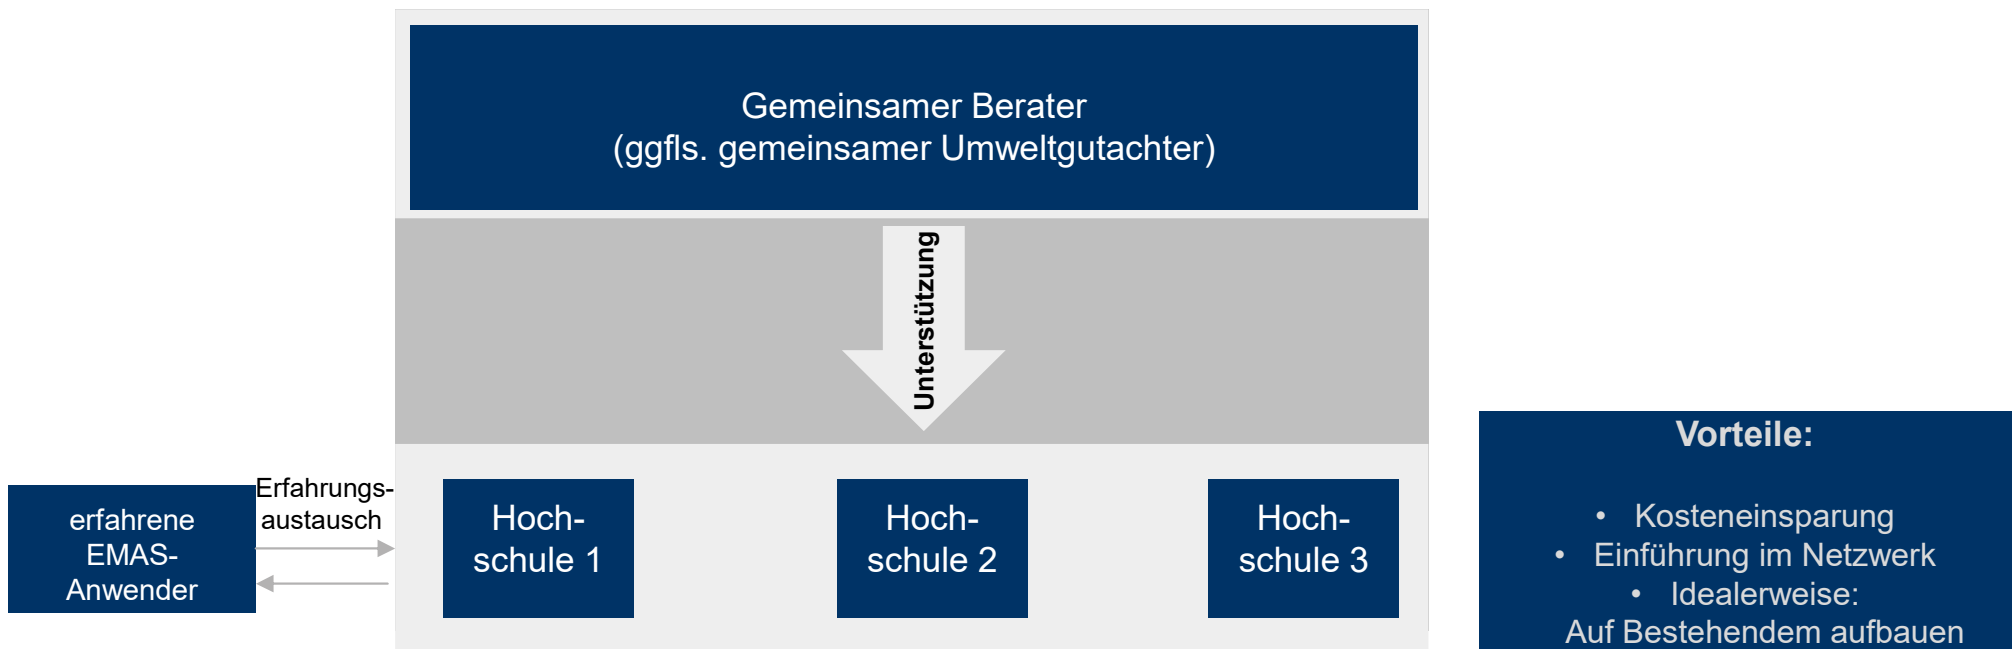 Gemeinsamer Berater
(ggfls. gemeinsamer Umweltgutachter)
Unterstützung
erfahrene
EMAS-
Anwender
Erfahrungs-
austausch
Hoch-
schule 1
Hoch-
schule 2
Hoch-
schule 3
Vorteile:
• Kosteneinsparung
• Einführung im Netzwerk
• Idealerweise:
Auf Bestehendem aufbauen